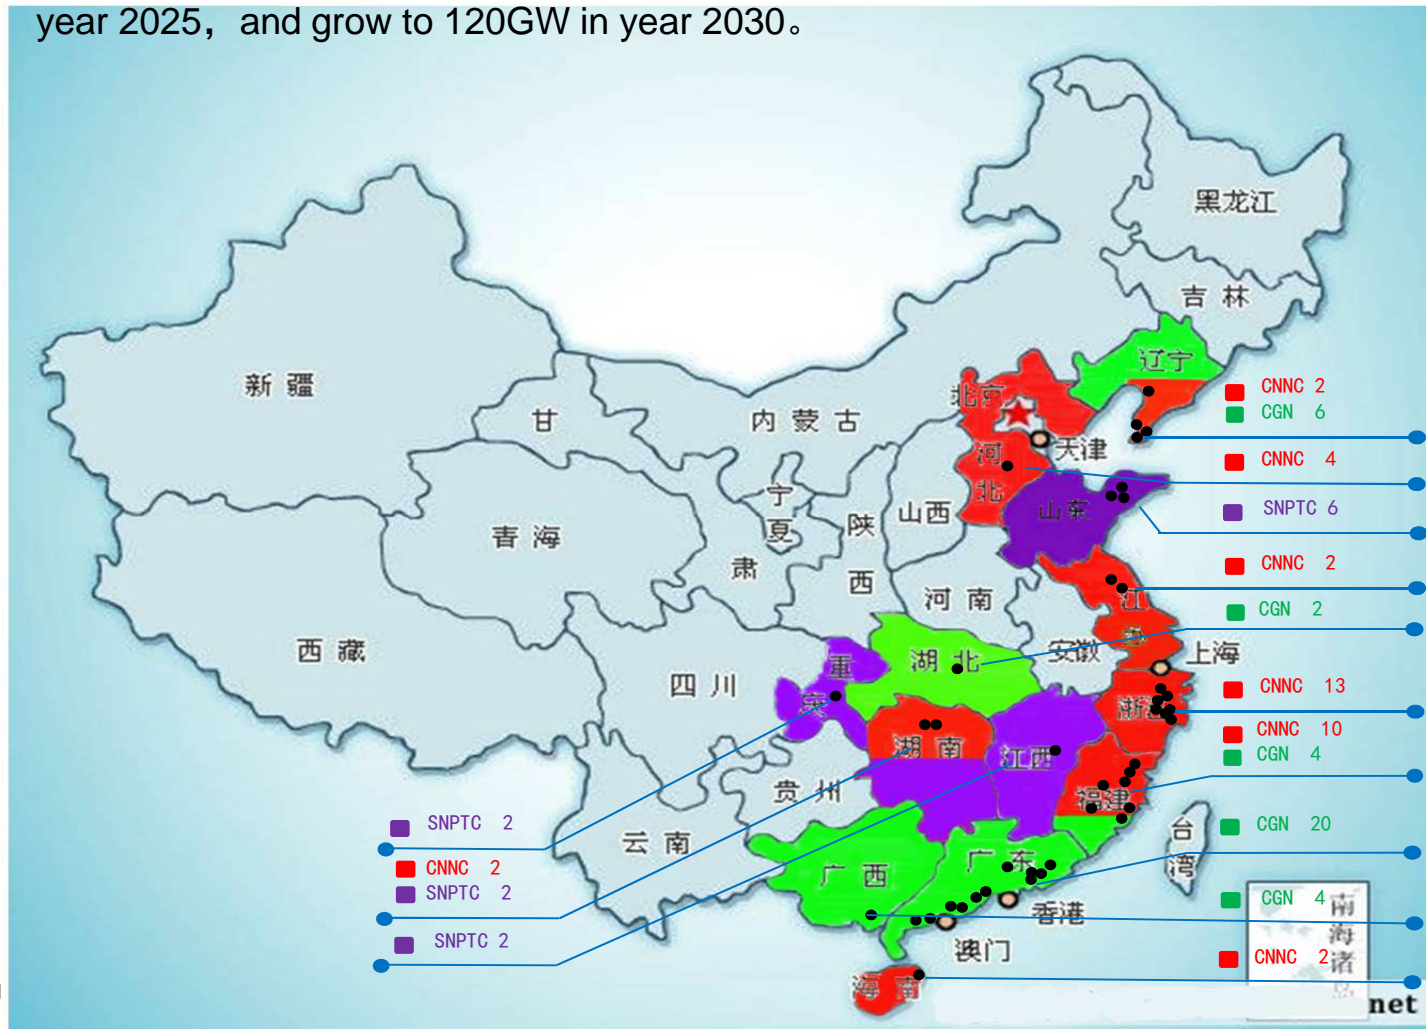 year 2025，and grow to 120GW in year 2030。
黑龙江
吉林
辽宁
新疆
甘
内蒙古
北京
天津
河
北
宁
夏
陕
西
山西
山东
青海
肃
河南
江
苏
西藏
四川
重
庆
湖北
安徽
上海
浙江
湖南
江西
福建
贵州
云南
广西
广东
台
湾
香港
澳门
海南
南
海
诸
岛
CNNC 2
CGN 6
CNNC 4
SNPTC 6
CNNC 2
CGN 2
CNNC 13
CNNC 10
CGN 4
CGN 20
CGN 4
CNNC 2
SNPTC 2
CNNC 2
SNPTC 2
SNPTC 2
net